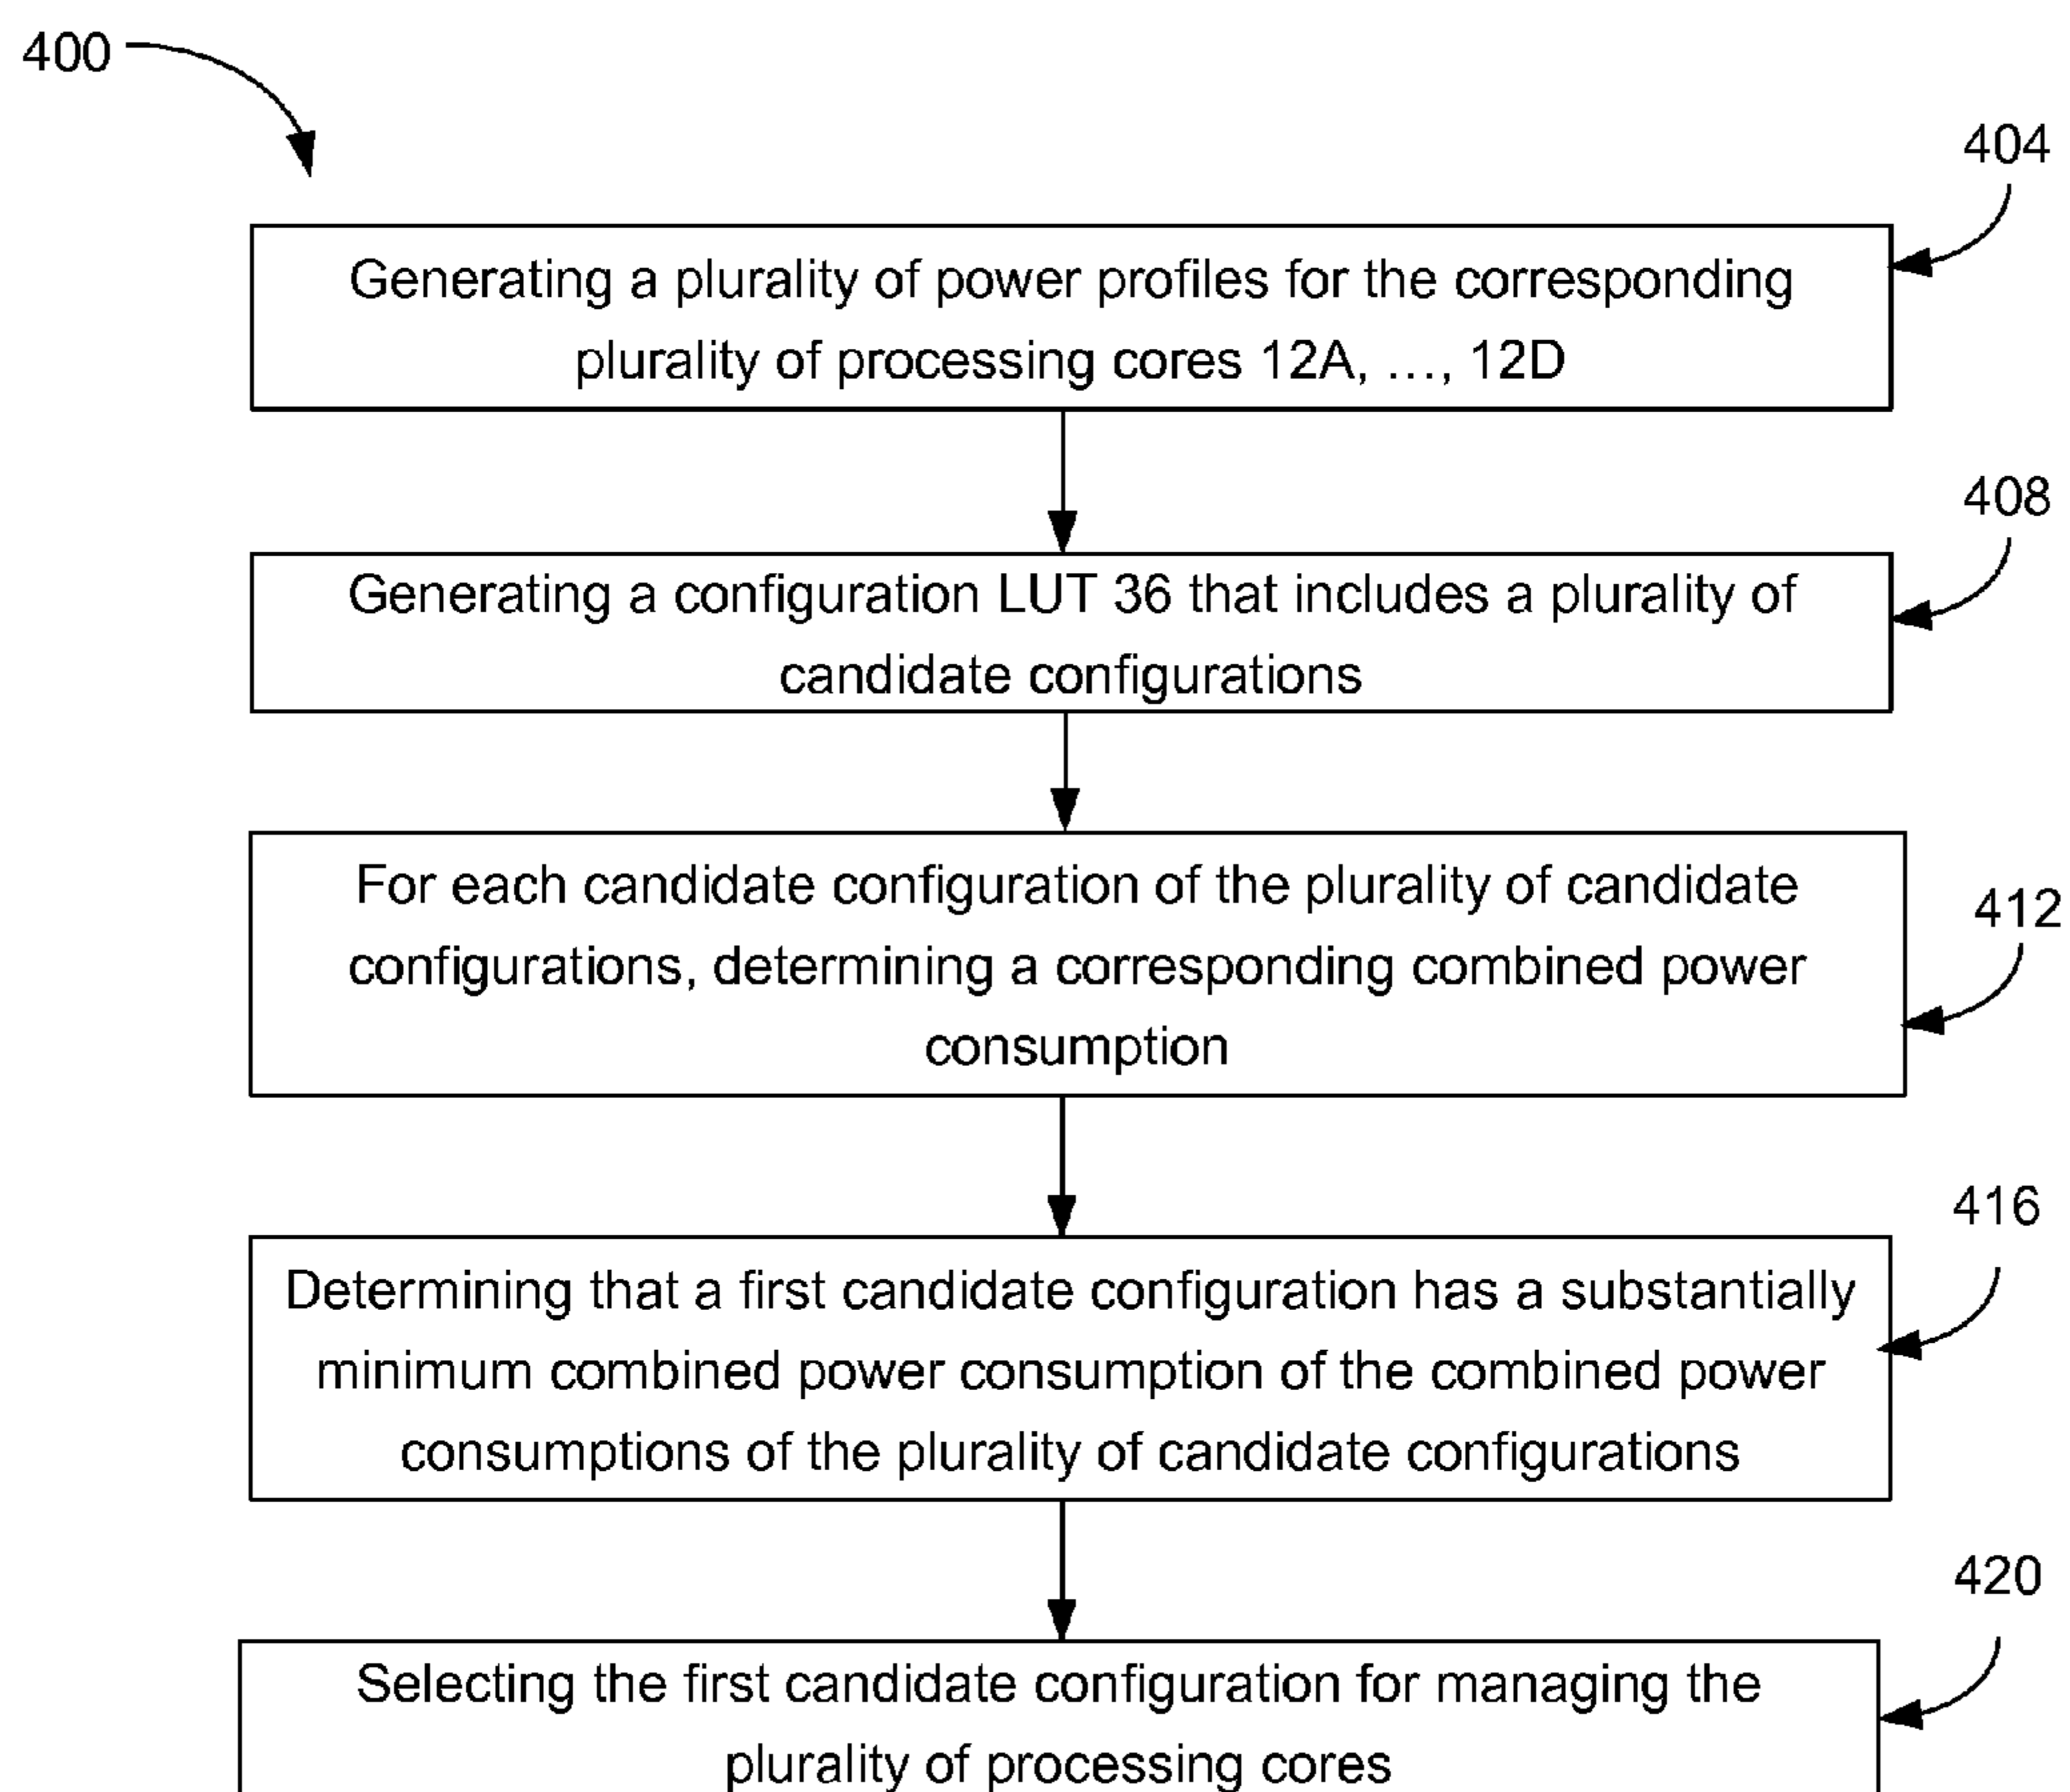 400
404
Generating a plurality of power profiles for the corresponding
plurality of processing cores 12A, ..., 12D
408
Generating a configuration LUT 36 that includes a plurality of
candidate configurations
412
For each candidate configuration of the plurality of candidate
configurations, determining a corresponding combined power
consumption
416
Determining that a first candidate configuration has a substantially
minimum combined power consumption of the combined power
consumptions of the plurality of candidate configurations
420
Selecting the first candidate configuration for managing the
plurality of processing cores